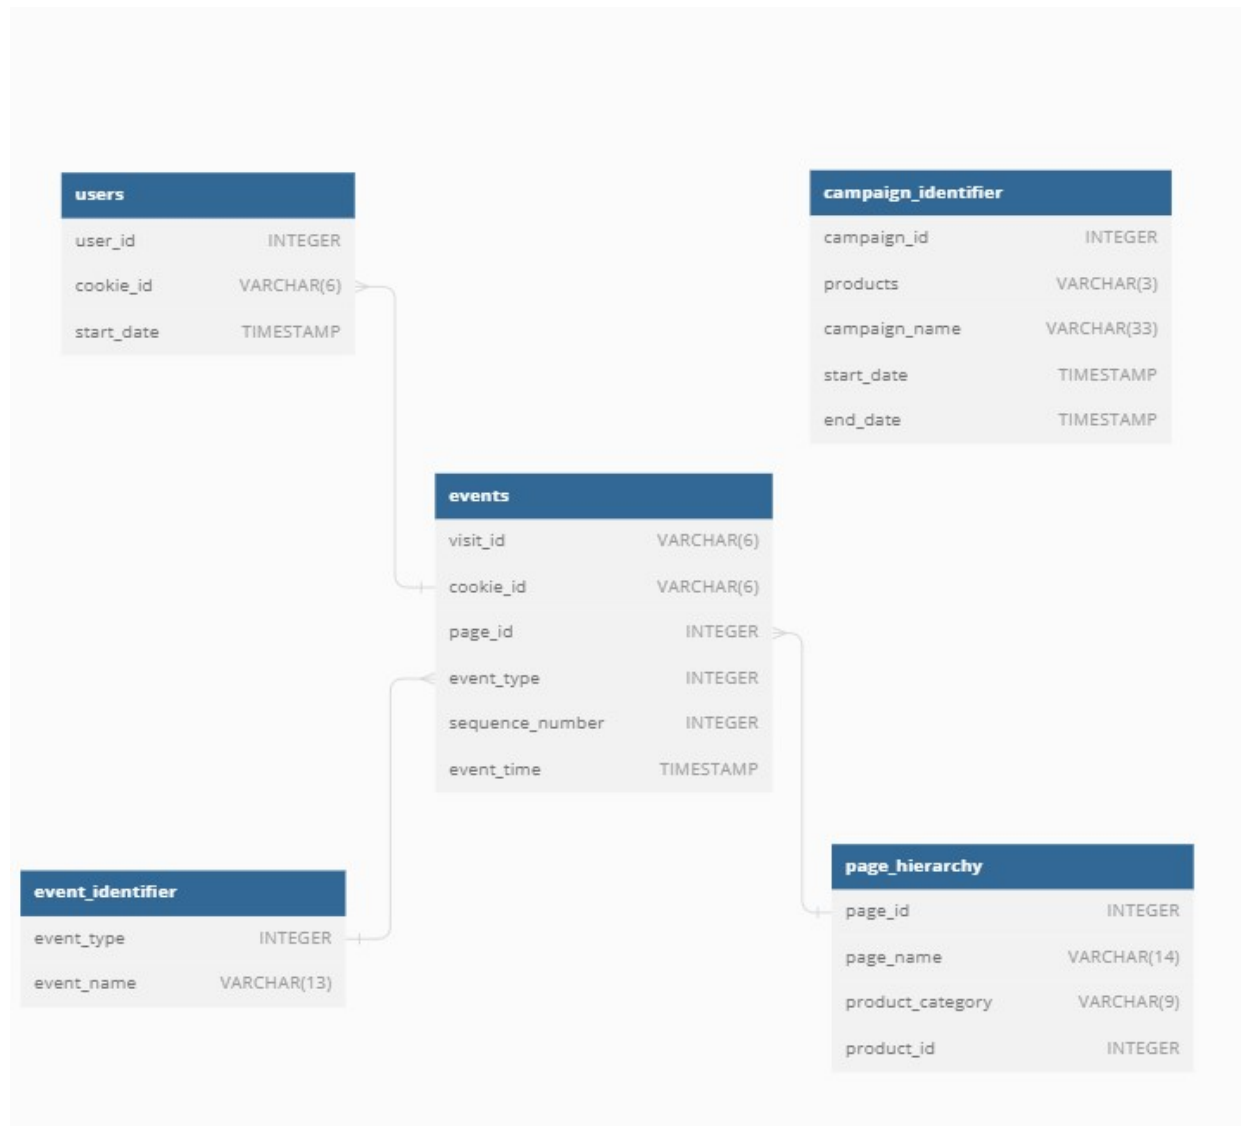 users
user_id INTEGER
cookie_id VARCHAR(6)
start_date TIMESTAMP
campaign_identifier
campaign_id INTEGER
products VARCHAR(3)
campaign_name VARCHAR(33)
start_date TIMESTAMP
end_date TIMESTAMP
events
visit_id VARCHAR(6)
cookie_id VARCHAR(6)
page_id INTEGER
event_type INTEGER
sequence_number INTEGER
event_time TIMESTAMP
event_identifier
event_type INTEGER
event_name VARCHAR(13)
page_hierarchy
page_id INTEGER
page_name VARCHAR(14)
product_category VARCHAR(9)
product_id INTEGER